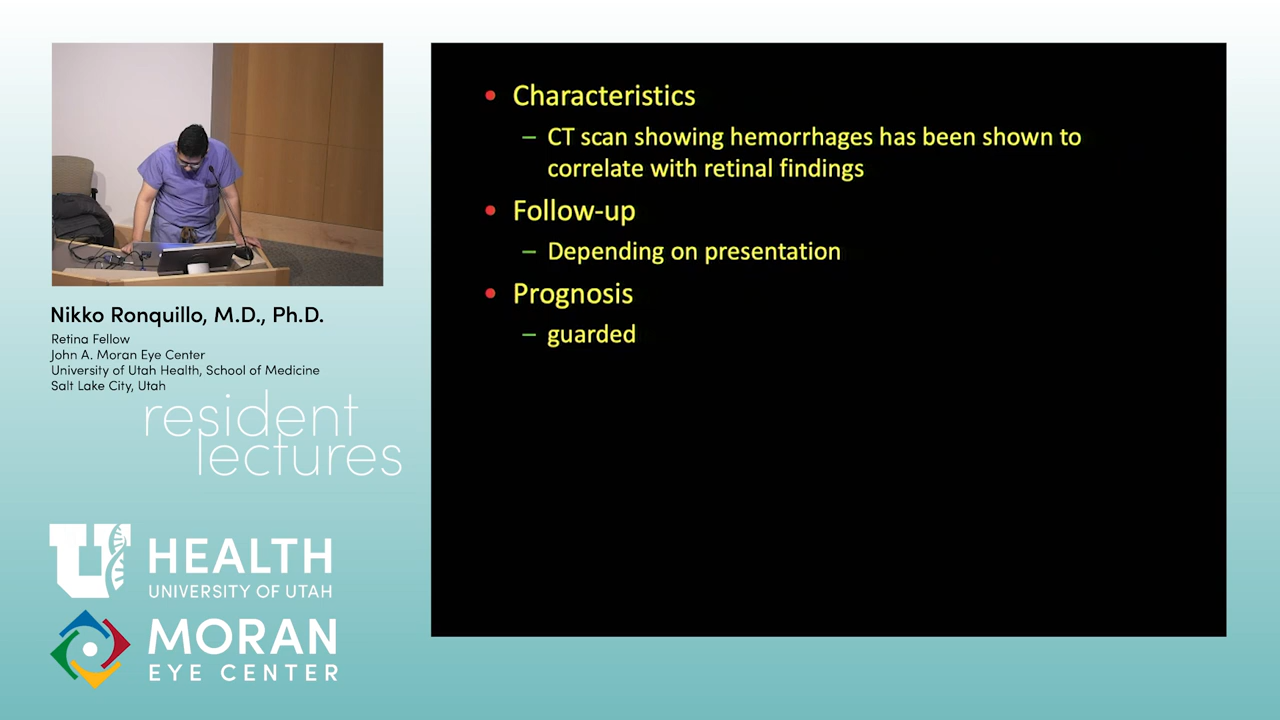 • Characteristics
– CT scan showing hemorrhages has been shown to
correlate with retinal findings
• Follow-up
– Depending on presentation
• Prognosis
– guarded
Nikko Ronquillo, M.D., Ph.D.
Retina Fellow
John A. Moran Eye Center
University of Utah Health, School of Medicine
Salt Lake City, Utah
resident
lectures
U HEALTH
UNIVERSITY OF UTAH
MORAN
EYE CENTER